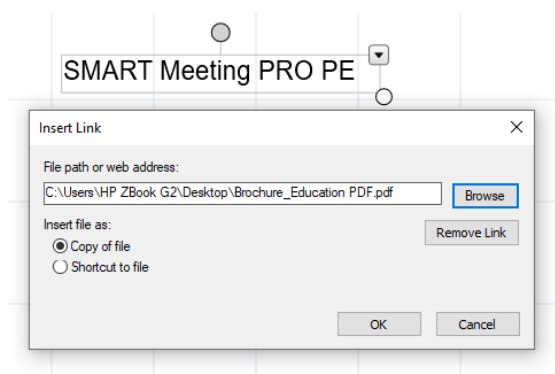 SMART Meeting PRO PE
Insert Link
File path or web address:
C:\Users\HP ZBook G2\Desktop\Brochure_Education PDF.pdf
Browse
Insert file as:
Remove Link
Copy of file
Shortcut to file
OK Cancel